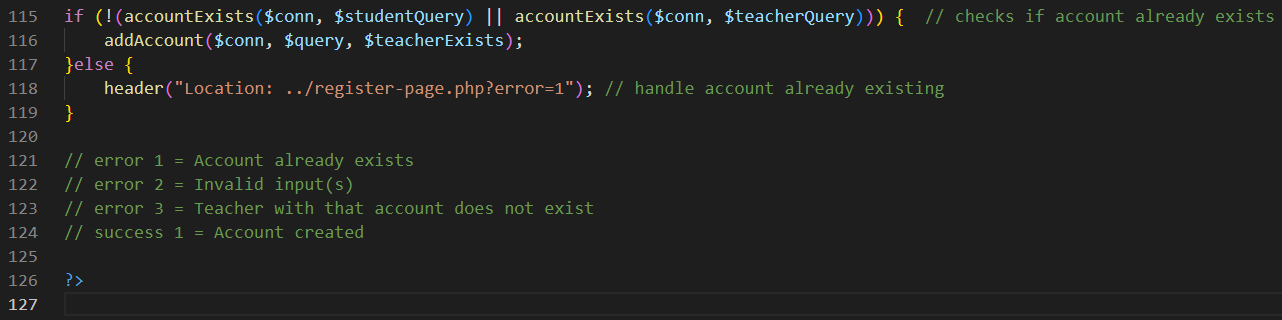 115 if (!(accountExists($conn, $studentQuery) || accountExists($conn, $teacherQuery))) {  // checks if account already exists
116     addAccount($conn, $query, $teacherExists);
117 }else {
118     header("Location: ../register-page.php?error=1"); // handle account already existing
119 }
120
121 // error 1 = Account already exists
122 // error 2 = Invalid input(s)
123 // error 3 = Teacher with that account does not exist
124 // success 1 = Account created
125
126 ?>
127